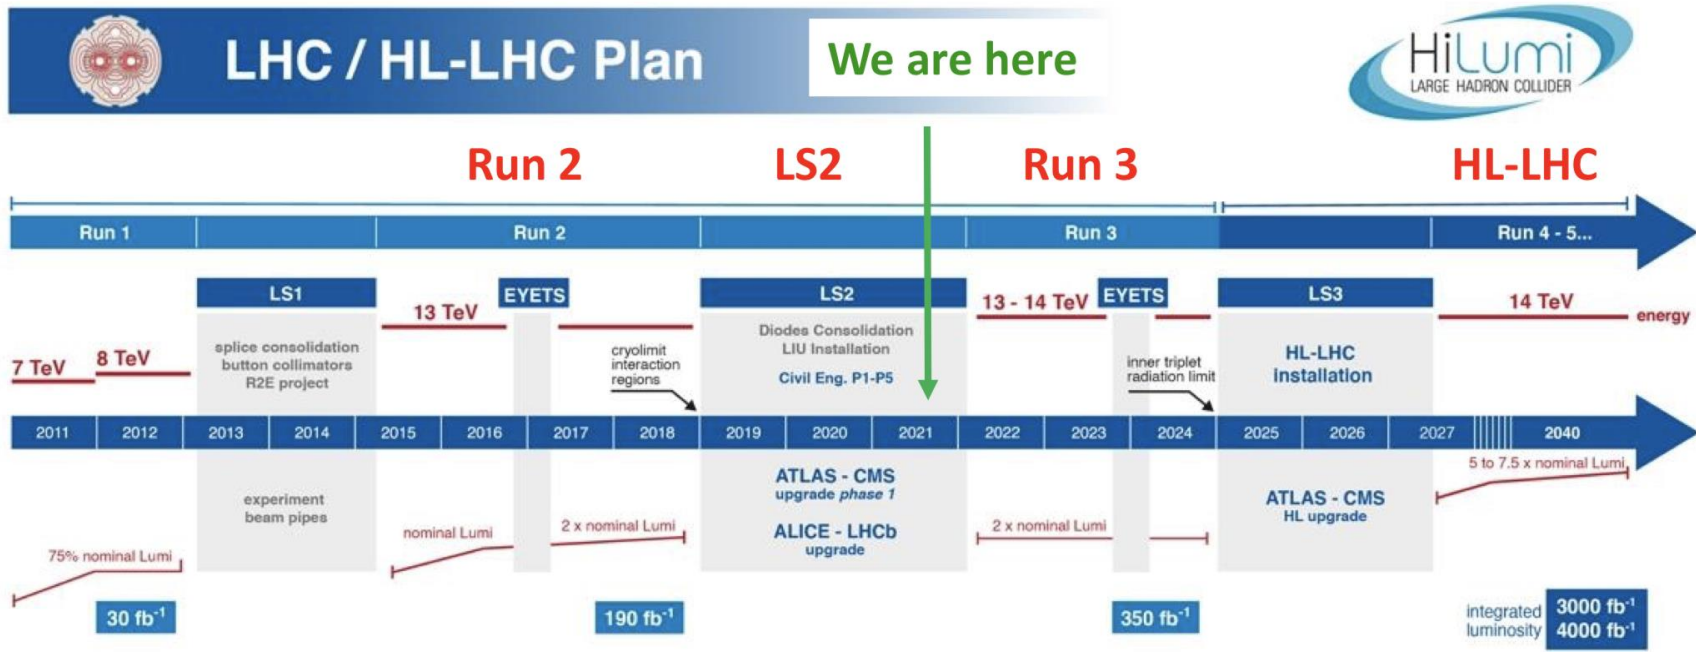 LHC / HL-LHC Plan
We are here
HiLumi
LARGE HADRON COLLIDER
Run 2
LS2
Run 3
HL-LHC
Run 1
Run 2
Run 3
Run 4 - 5...
LS1
EYETS
LS2
EYETS
LS3
7 TeV
8 TeV
13 TeV
13 - 14 TeV
14 TeV
energy
splice consolidation
button collimators
R2E project
cryolimit
interaction
regions
Diodes Consolidation
LIU Installation
Civil Eng. P1-P5
inner triplet
radiation limit
HL-LHC
installation
2011
2012
2013
2014
2015
2016
2017
2018
2019
2020
2021
2022
2023
2024
2025
2026
2027
2040
75% nominal Lumi
experiment
beam pipes
nominal Lumi
2 x nominal Lumi
ATLAS - CMS
upgrade phase 1
ALICE - LHCb
upgrade
2 x nominal Lumi
ATLAS - CMS
HL upgrade
5 to 7.5 x nominal Lumi
30 fb⁻¹
190 fb⁻¹
350 fb⁻¹
integrated
luminosity
3000 fb⁻¹
4000 fb⁻¹